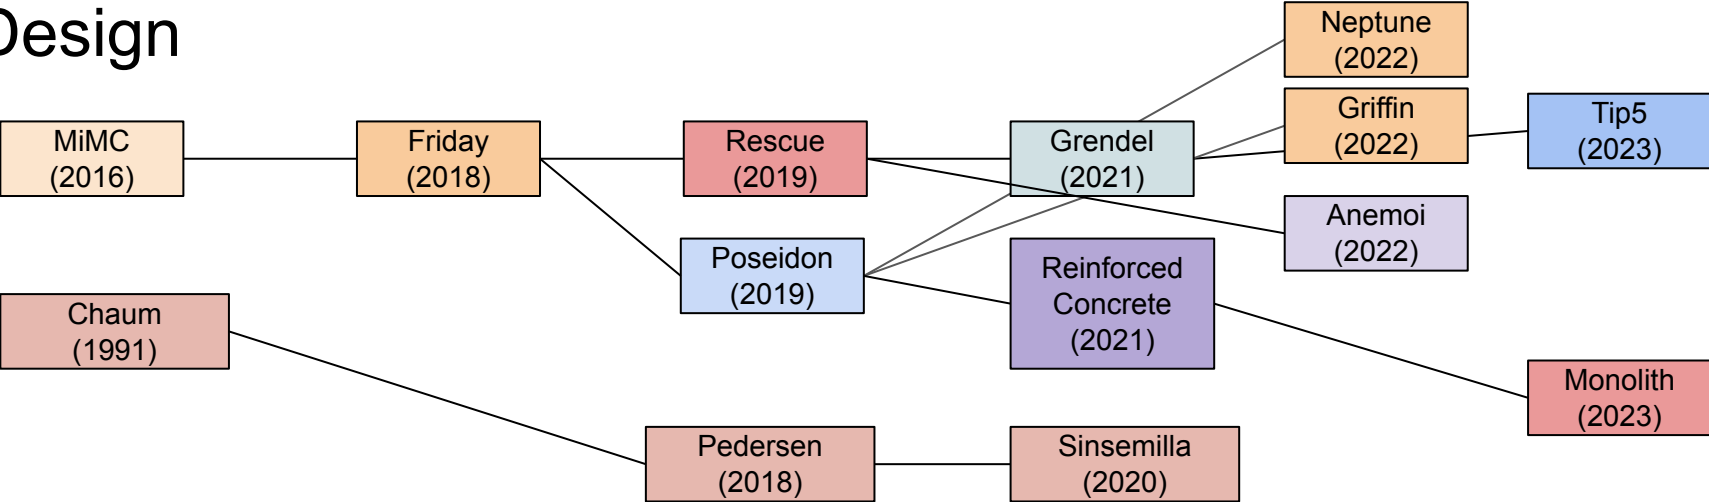 Design
Neptune
(2022)
MiMC
(2016)
Friday
(2018)
Rescue
(2019)
Grendel
(2021)
Griffin
(2022)
Tip5
(2023)
Poseidon
(2019)
Anemoi
(2022)
Reinforced
Concrete
(2021)
Chaum
(1991)
Monolith
(2023)
Pedersen
(2018)
Sinsemilla
(2020)